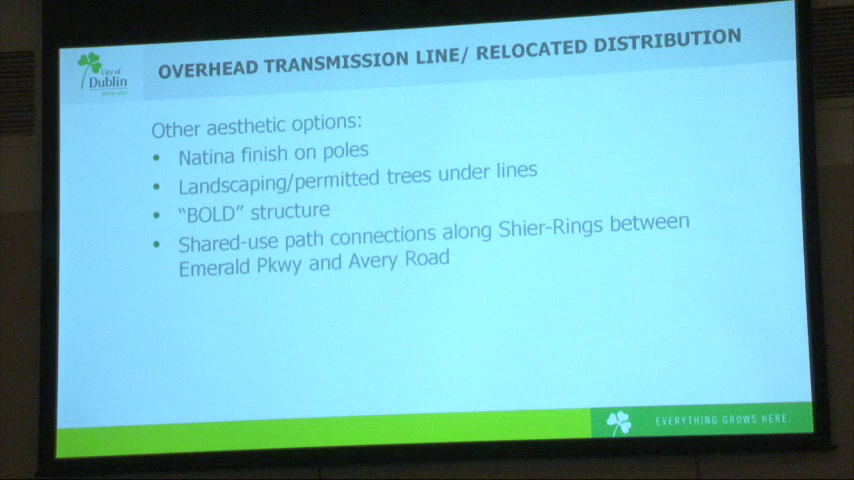 City of
Dublin
OVERHEAD TRANSMISSION LINE/ RELOCATED DISTRIBUTION
Other aesthetic options:
• Natina finish on poles
• Landscaping/permitted trees under lines
• “BOLD” structure
• Shared-use path connections along Shier-Rings between
Emerald Pkwy and Avery Road
EVERYTHING GROWS HERE.